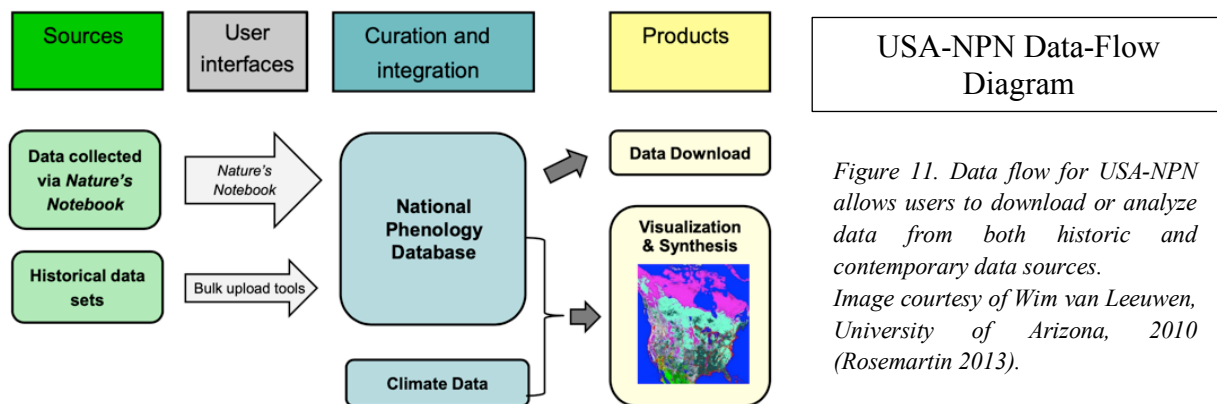 Sources
User
interfaces
Curation and
integration
Products
USA-NPN Data-Flow
Diagram
Data collected
via Nature's
Notebook
Nature's
Notebook
National
Phenology
Database
Data Download
Visualization
& Synthesis
Historical data
sets
Bulk upload tools
Climate Data
Figure 11. Data flow for USA-NPN
allows users to download or analyze
data from both historic and
contemporary data sources.
Image courtesy of Wim van Leeuwen,
University of Arizona, 2010
(Rosemartin 2013).